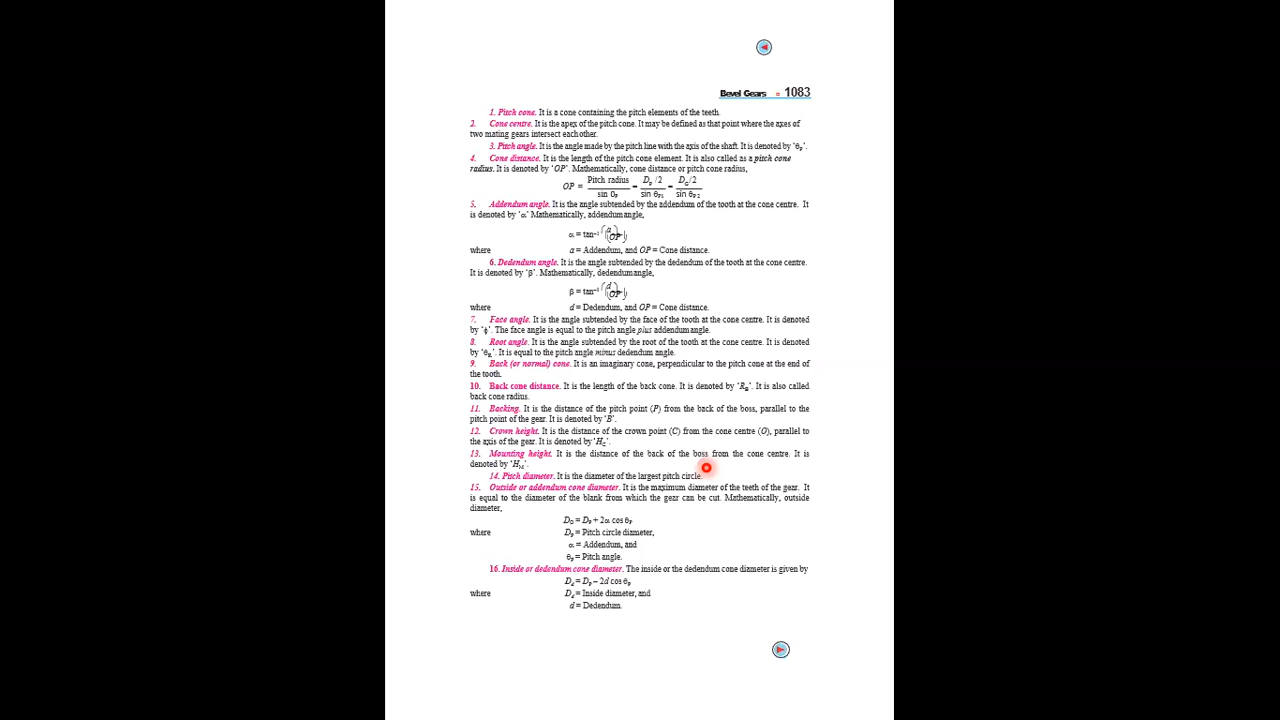 Bevel Gears ▫ 1083
1. Pitch cone. It is a cone containing the pitch elements of the teeth.
2. Cone centre. It is the apex of the pitch cone. It may be defined as that point where the axes of
two mating gears intersect each other.
3. Pitch angle. It is the angle made by the pitch line with the axis of the shaft. It is denoted by ‘θP’.
4. Cone distance. It is the length of the pitch cone element. It is also called as a pitch cone
radius. It is denoted by ‘OP’. Mathematically, cone distance or pitch cone radius,
OP = Pitch radius / sin θP = DP /2 / sin θP1 = DG/2 / sin θP2
5. Addendum angle. It is the angle subtended by the addendum of the tooth at the cone centre. It
is denoted by ‘α’ Mathematically, addendum angle,
α = tan–1 (a / OP)
where a = Addendum, and OP = Cone distance.
6. Dedendum angle. It is the angle subtended by the dedendum of the tooth at the cone centre.
It is denoted by ‘β’. Mathematically, dedendum angle,
β = tan–1 (d / OP)
where d = Dedendum, and OP = Cone distance.
7. Face angle. It is the angle subtended by the face of the tooth at the cone centre. It is denoted
by ‘φ’. The face angle is equal to the pitch angle plus addendum angle.
8. Root angle. It is the angle subtended by the root of the tooth at the cone centre. It is denoted
by ‘θR’. It is equal to the pitch angle minus dedendum angle.
9. Back (or normal) cone. It is an imaginary cone, perpendicular to the pitch cone at the end of
the tooth.
10. Back cone distance. It is the length of the back cone. It is denoted by ‘RB’. It is also called
back cone radius.
11. Backing. It is the distance of the pitch point (P) from the back of the boss, parallel to the
pitch point of the gear. It is denoted by ‘B’.
12. Crown height. It is the distance of the crown point (C) from the cone centre (O), parallel to
the axis of the gear. It is denoted by ‘HC’.
13. Mounting height. It is the distance of the back of the boss from the cone centre. It is
denoted by ‘HM’.
14. Pitch diameter. It is the diameter of the largest pitch circle.
15. Outside or addendum cone diameter. It is the maximum diameter of the teeth of the gear. It
is equal to the diameter of the blank from which the gear can be cut. Mathematically, outside
diameter,
DO = DP + 2α cos θP
where DP = Pitch circle diameter,
α = Addendum, and
θP = Pitch angle.
16. Inside or dedendum cone diameter. The inside or the dedendum cone diameter is given by
Dd = DP – 2d cos θP
where Dd = Inside diameter, and
d = Dedendum.